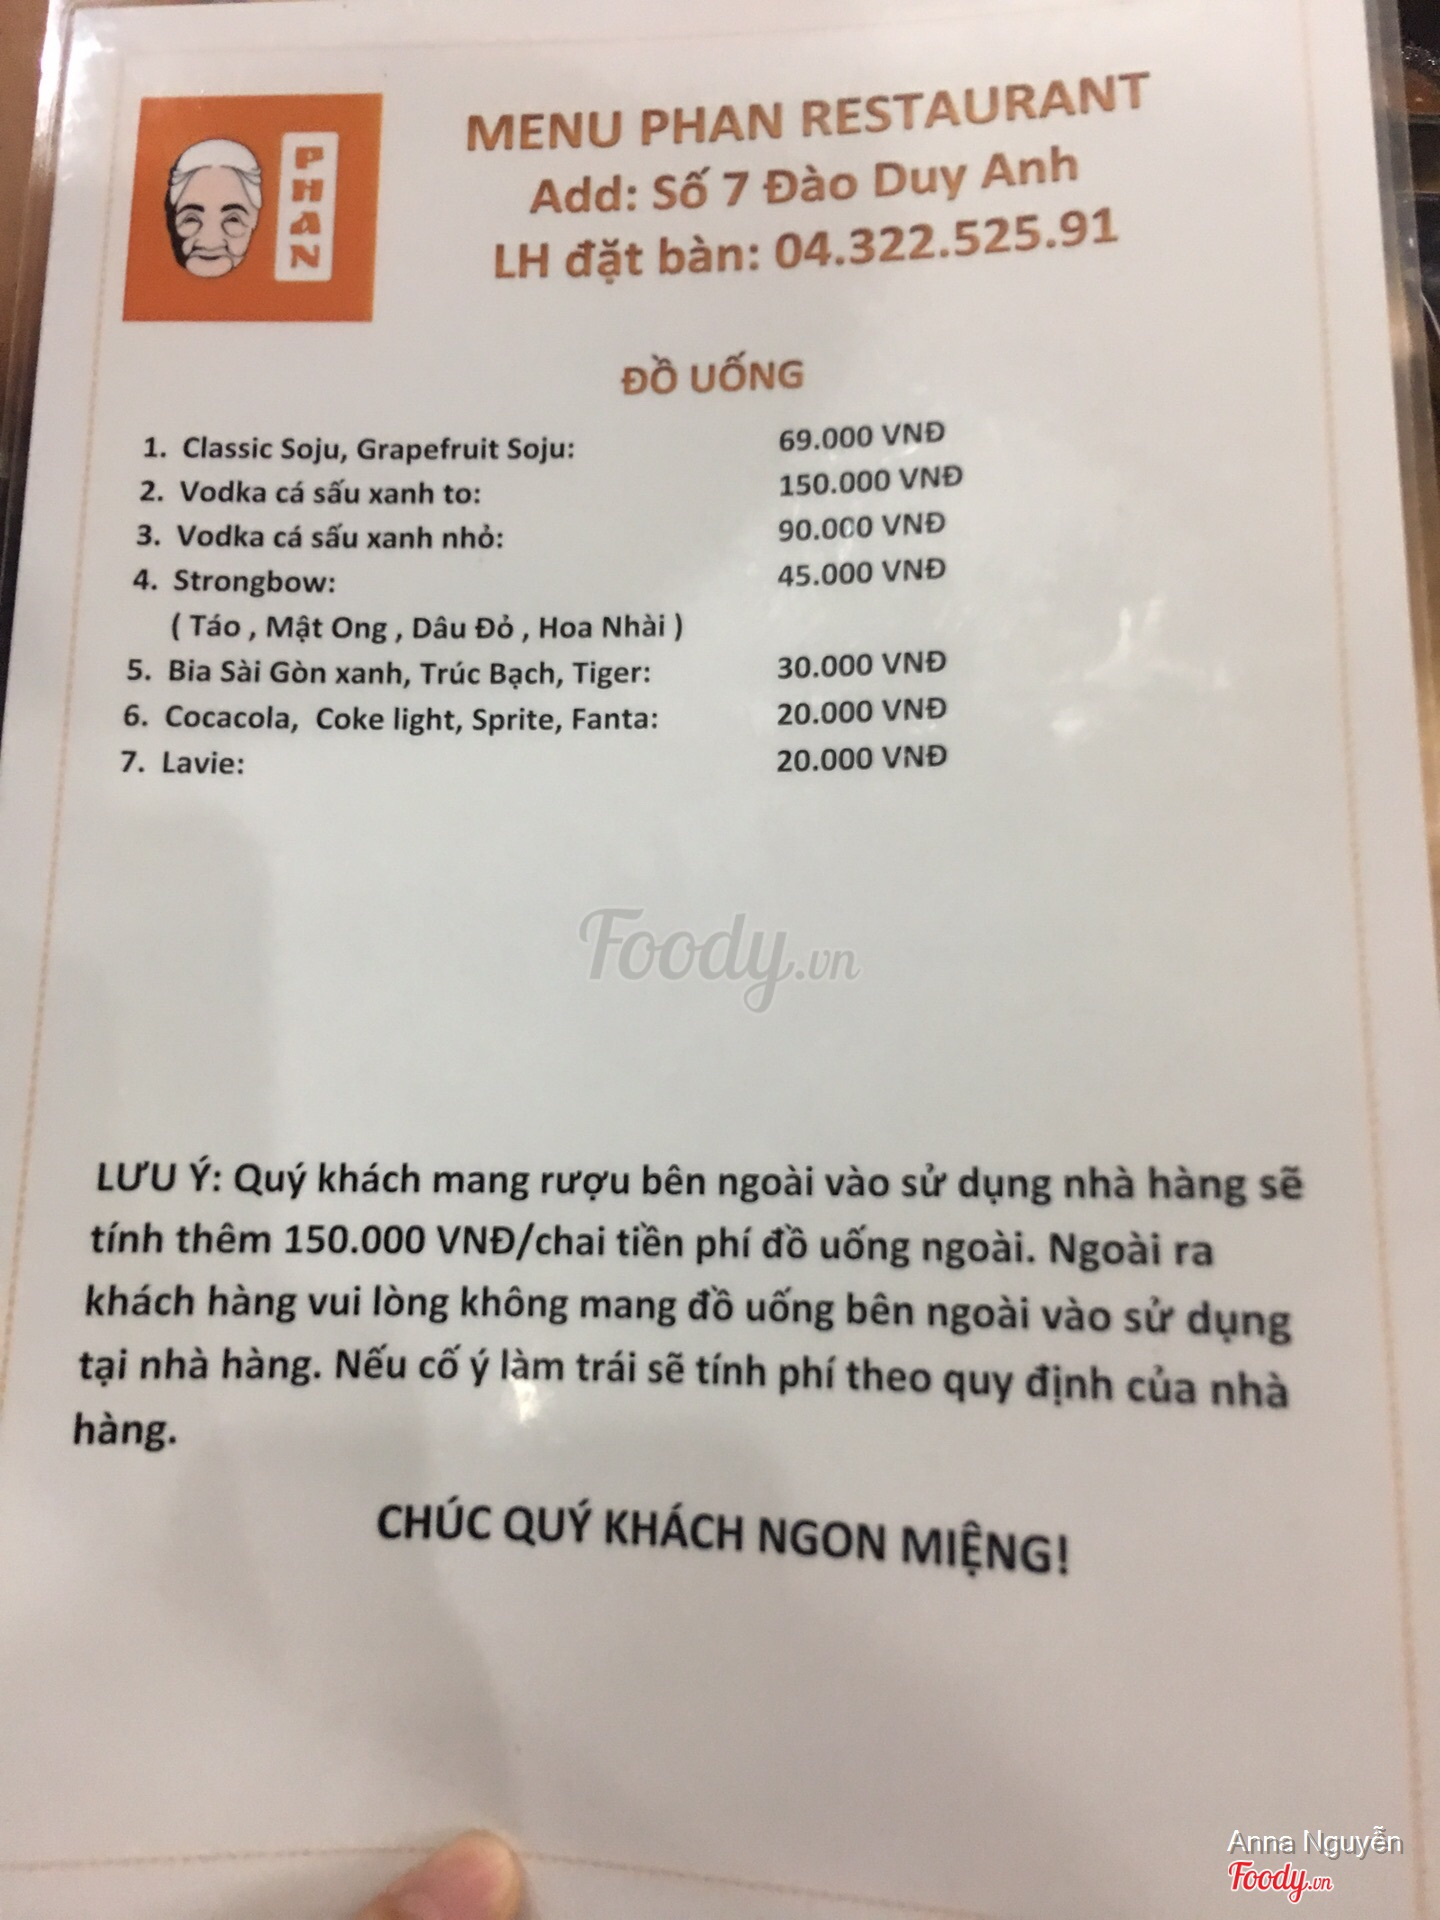 PHAN
MENU PHAN RESTAURANT
Add: Số 7 Đào Duy Anh
LH đặt bàn: 04.322.525.91
ĐỒ UỐNG
1. Classic Soju, Grapefruit Soju: 69.000 VNĐ
2. Vodka cá sấu xanh to: 150.000 VNĐ
3. Vodka cá sấu xanh nhỏ: 90.000 VNĐ
4. Strongbow: 45.000 VNĐ
( Táo , Mật Ong , Dâu Đỏ , Hoa Nhài )
5. Bia Sài Gòn xanh, Trúc Bạch, Tiger: 30.000 VNĐ
6. Cocacola, Coke light, Sprite, Fanta: 20.000 VNĐ
7. Lavie: 20.000 VNĐ
Foody.vn
LƯU Ý: Quý khách mang rượu bên ngoài vào sử dụng nhà hàng sẽ
tính thêm 150.000 VNĐ/chai tiền phí đồ uống ngoài. Ngoài ra
khách hàng vui lòng không mang đồ uống bên ngoài vào sử dụng
tại nhà hàng. Nếu cố ý làm trái sẽ tính phí theo quy định của nhà
hàng.
CHÚC QUÝ KHÁCH NGON MIỆNG!
Anna Nguyễn
Foody.vn